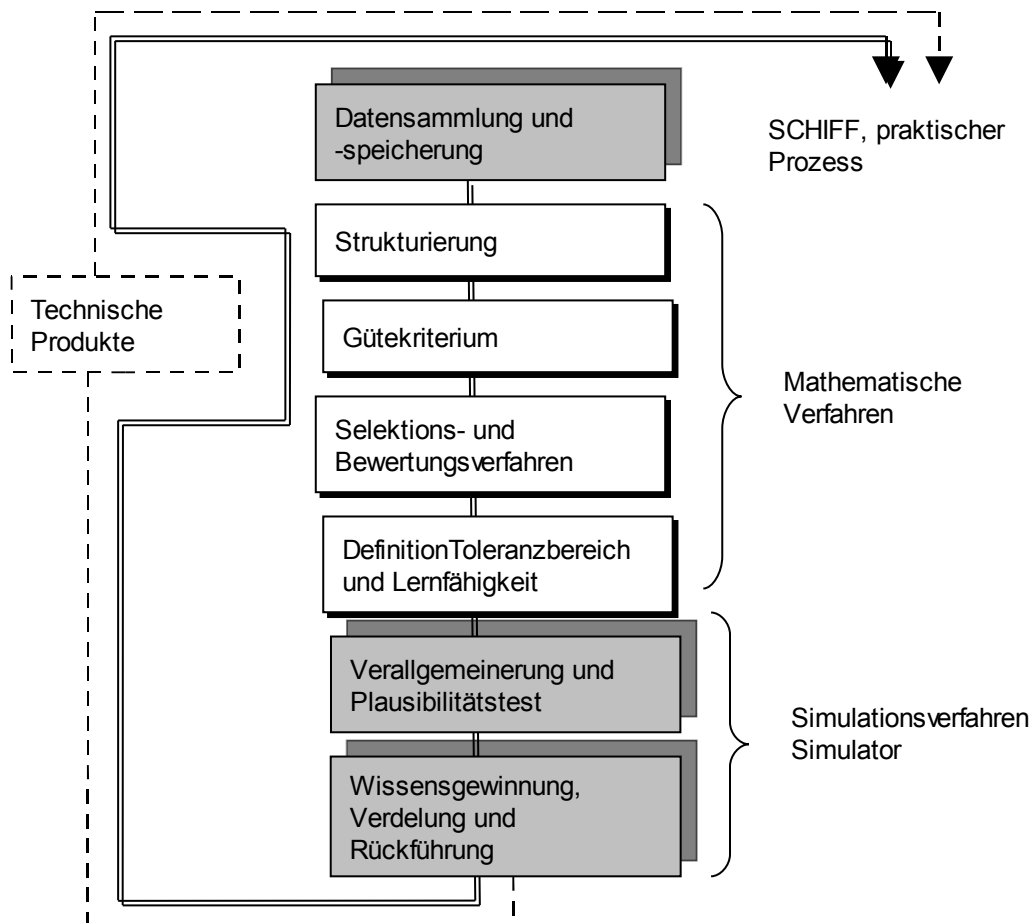 Datensammlung und
-speicherung
SCHIFF, praktischer
Prozess
Strukturierung
Technische
Produkte
Gütekriterium
Mathematische
Verfahren
Selektions- und
Bewertungsverfahren
DefinitionToleranzbereich
und Lernfähigkeit
Verallgemeinerung und
Plausibilitätstest
Simulationsverfahren
Simulator
Wissensgewinnung,
Verdelung und
Rückführung